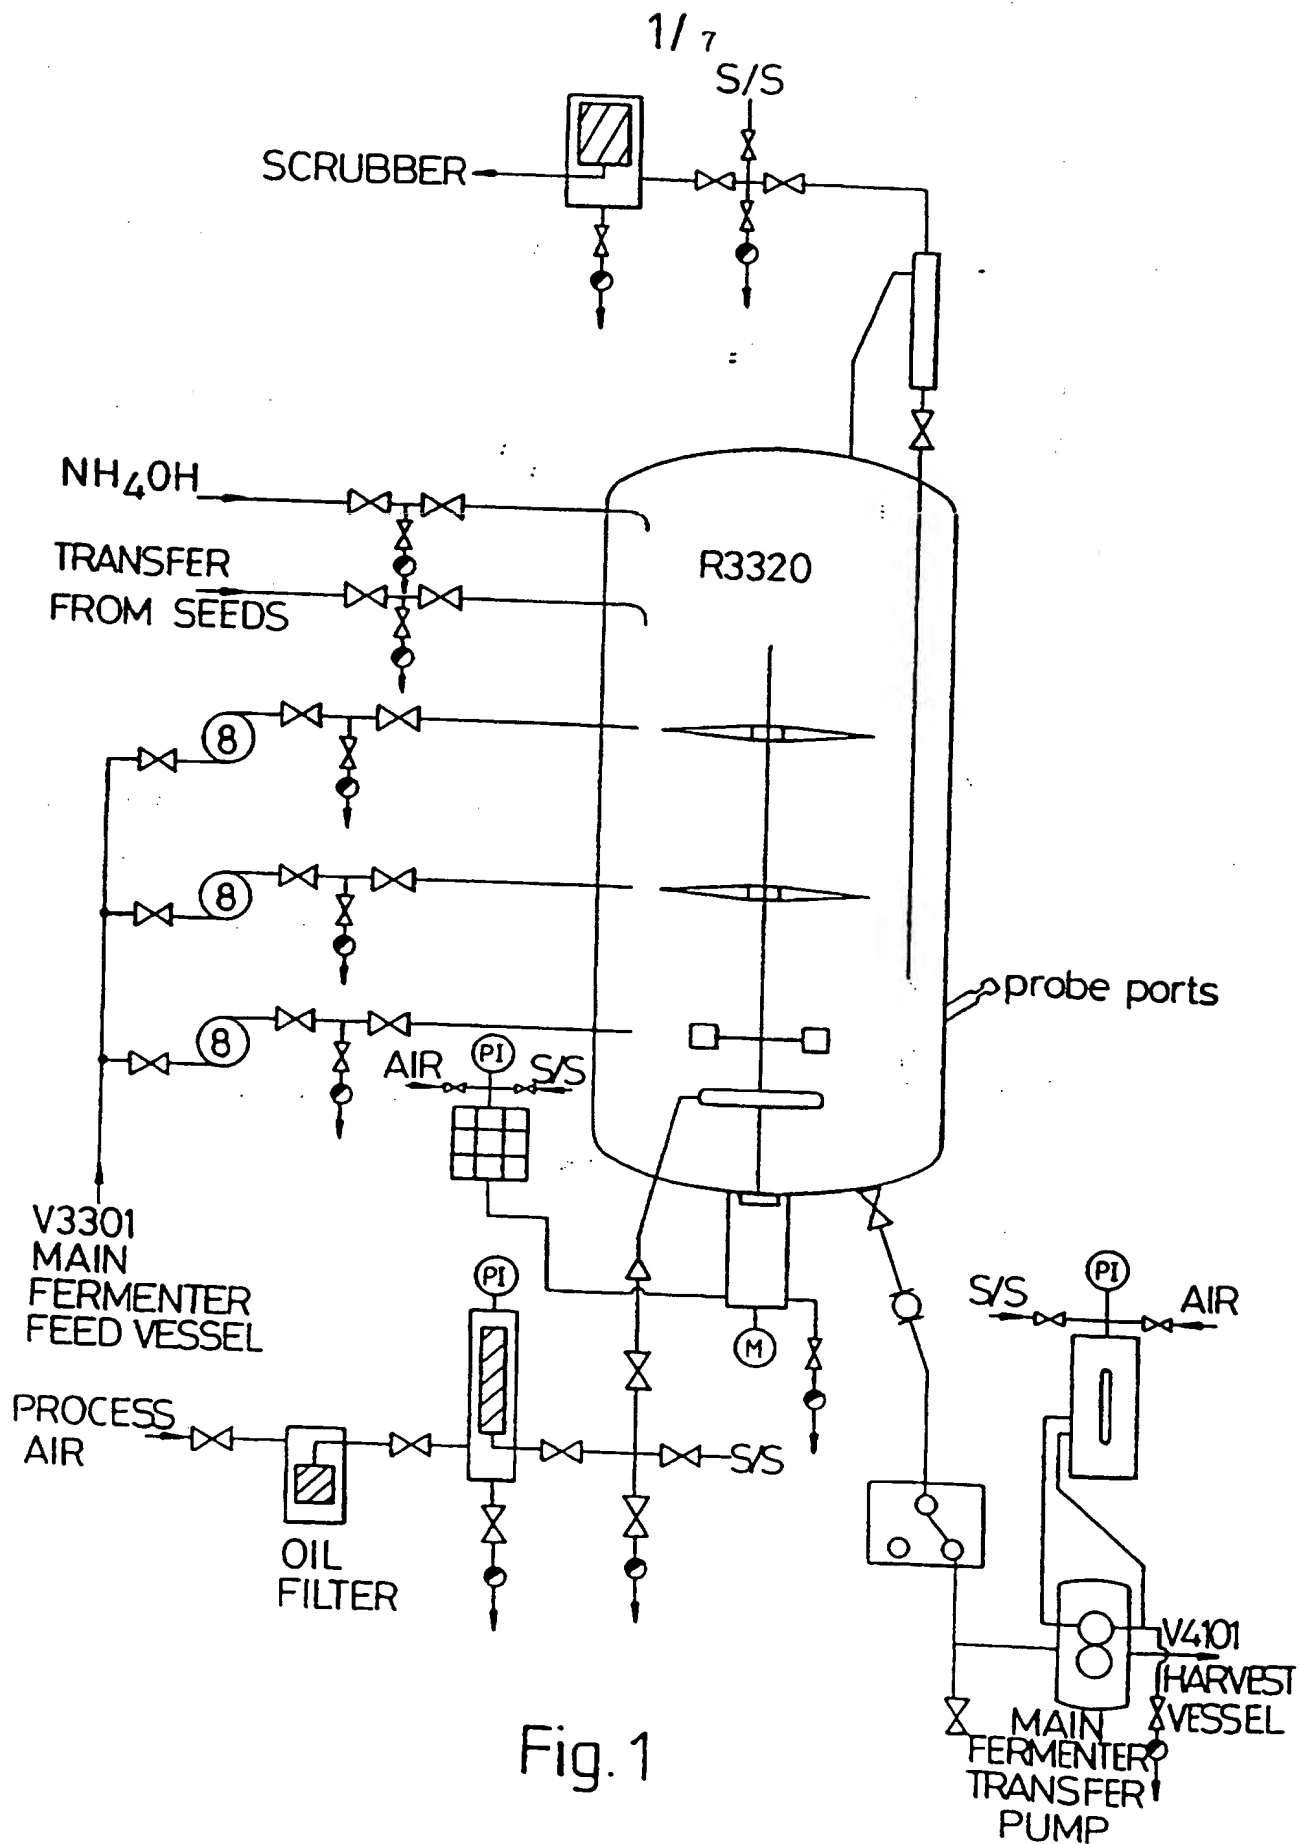 1/7
S/S
SCRUBBER
NH4OH
TRANSFER
FROM SEEDS
R3320
8
8
probe ports
8
PI
AIR
S/S
V3301
MAIN
FERMENTER
FEED VESSEL
PI
M
S/S
PI
AIR
PROCESS
AIR
S/S
OIL
FILTER
V4101
HARVEST
VESSEL
MAIN
FERMENTER
TRANSFER
PUMP
Fig. 1